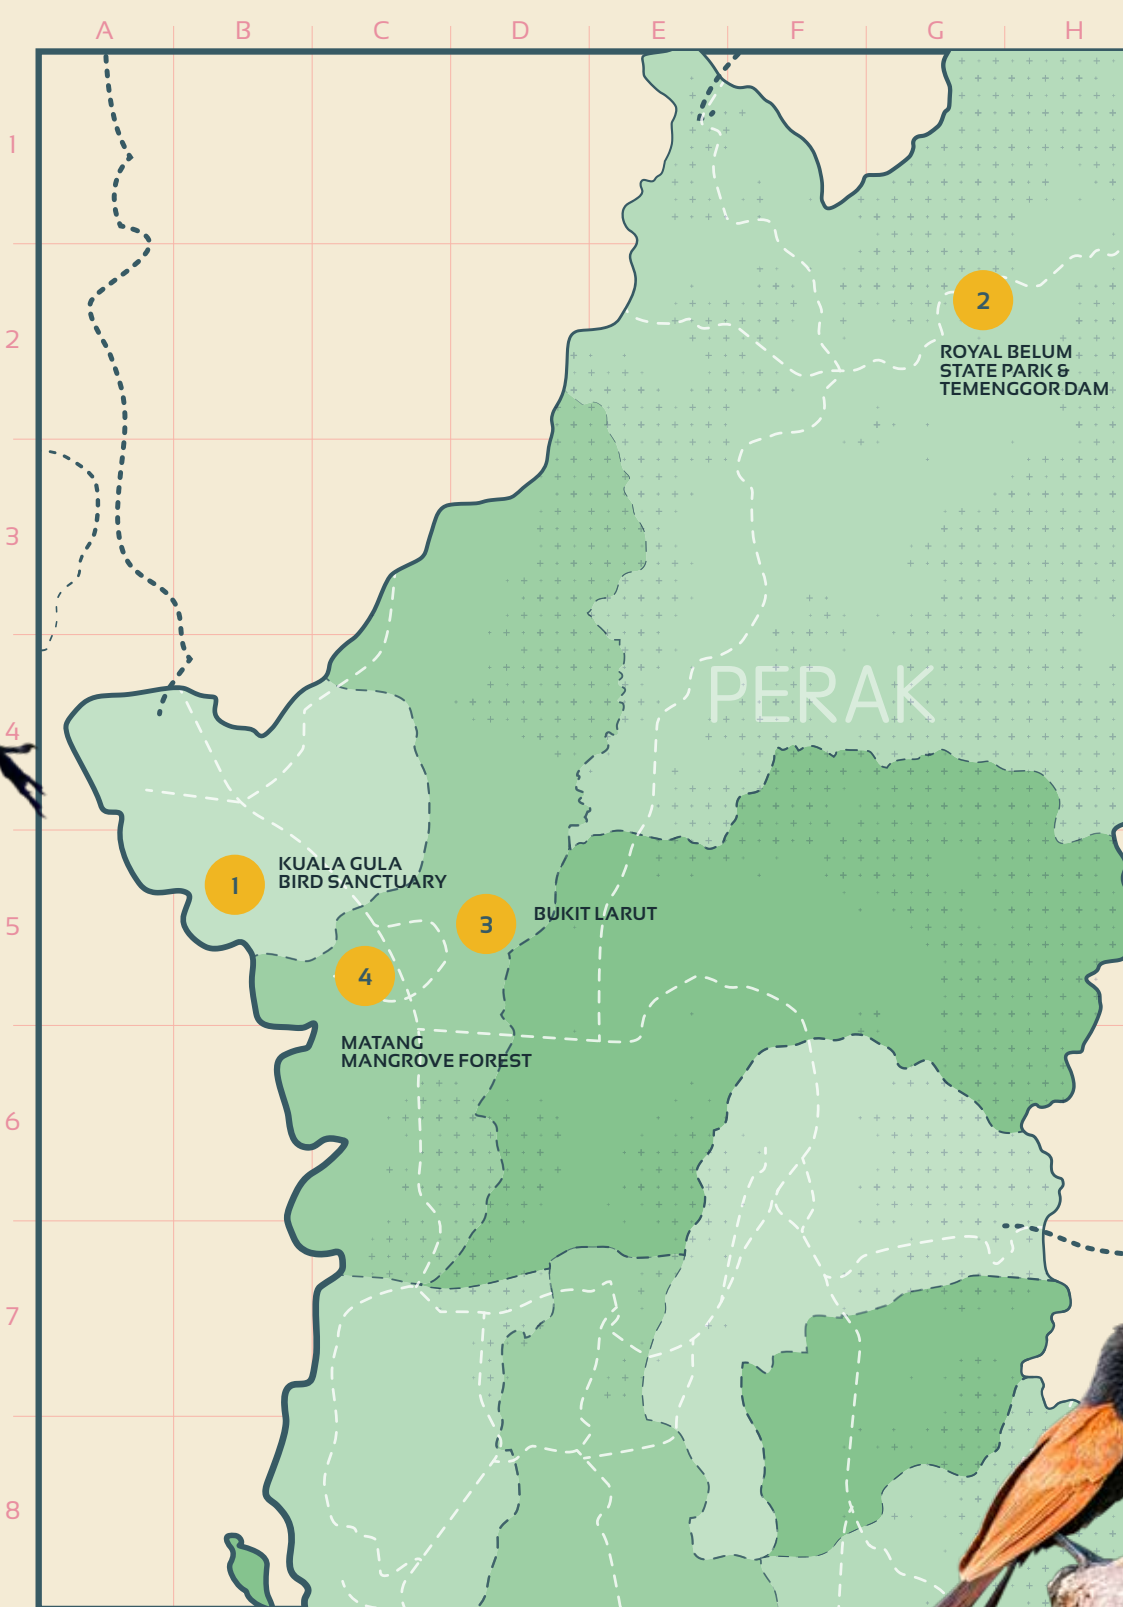 A B C D E F G H
1
2
2
ROYAL BELUM
STATE PARK &
TEMENGGOR DAM
3
PERAK
4
1
KUALA GULA
BIRD SANCTUARY
3
BUKIT LARUT
5
4
MATANG
MANGROVE FOREST
6
7
8